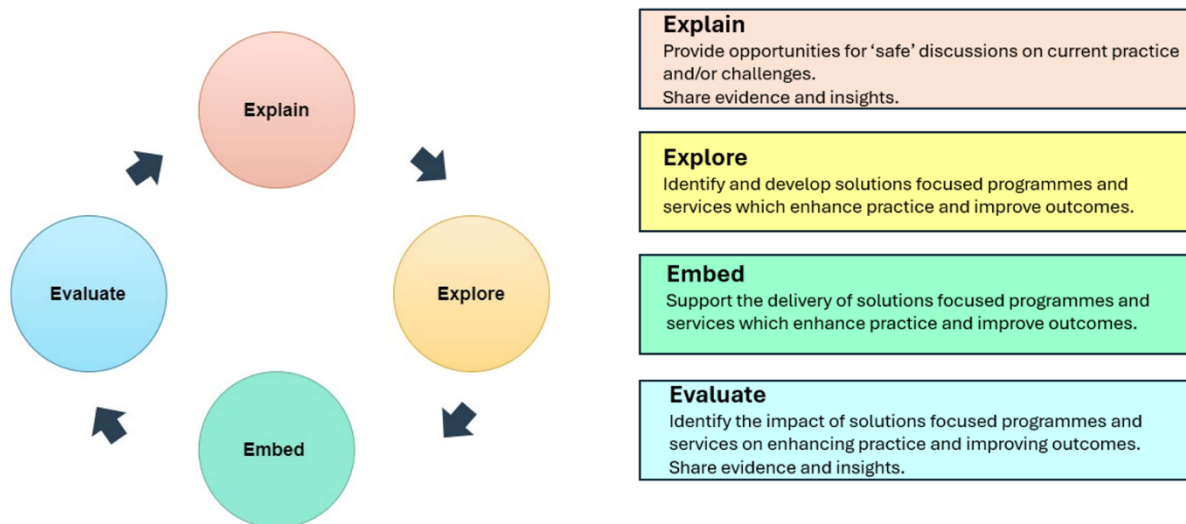 Explain
Explore
Embed
Evaluate
Explain
Provide opportunities for ‘safe’ discussions on current practice
and/or challenges.
Share evidence and insights.
Explore
Identify and develop solutions focused programmes and
services which enhance practice and improve outcomes.
Embed
Support the delivery of solutions focused programmes and
services which enhance practice and improve outcomes.
Evaluate
Identify the impact of solutions focused programmes and
services on enhancing practice and improving outcomes.
Share evidence and insights.